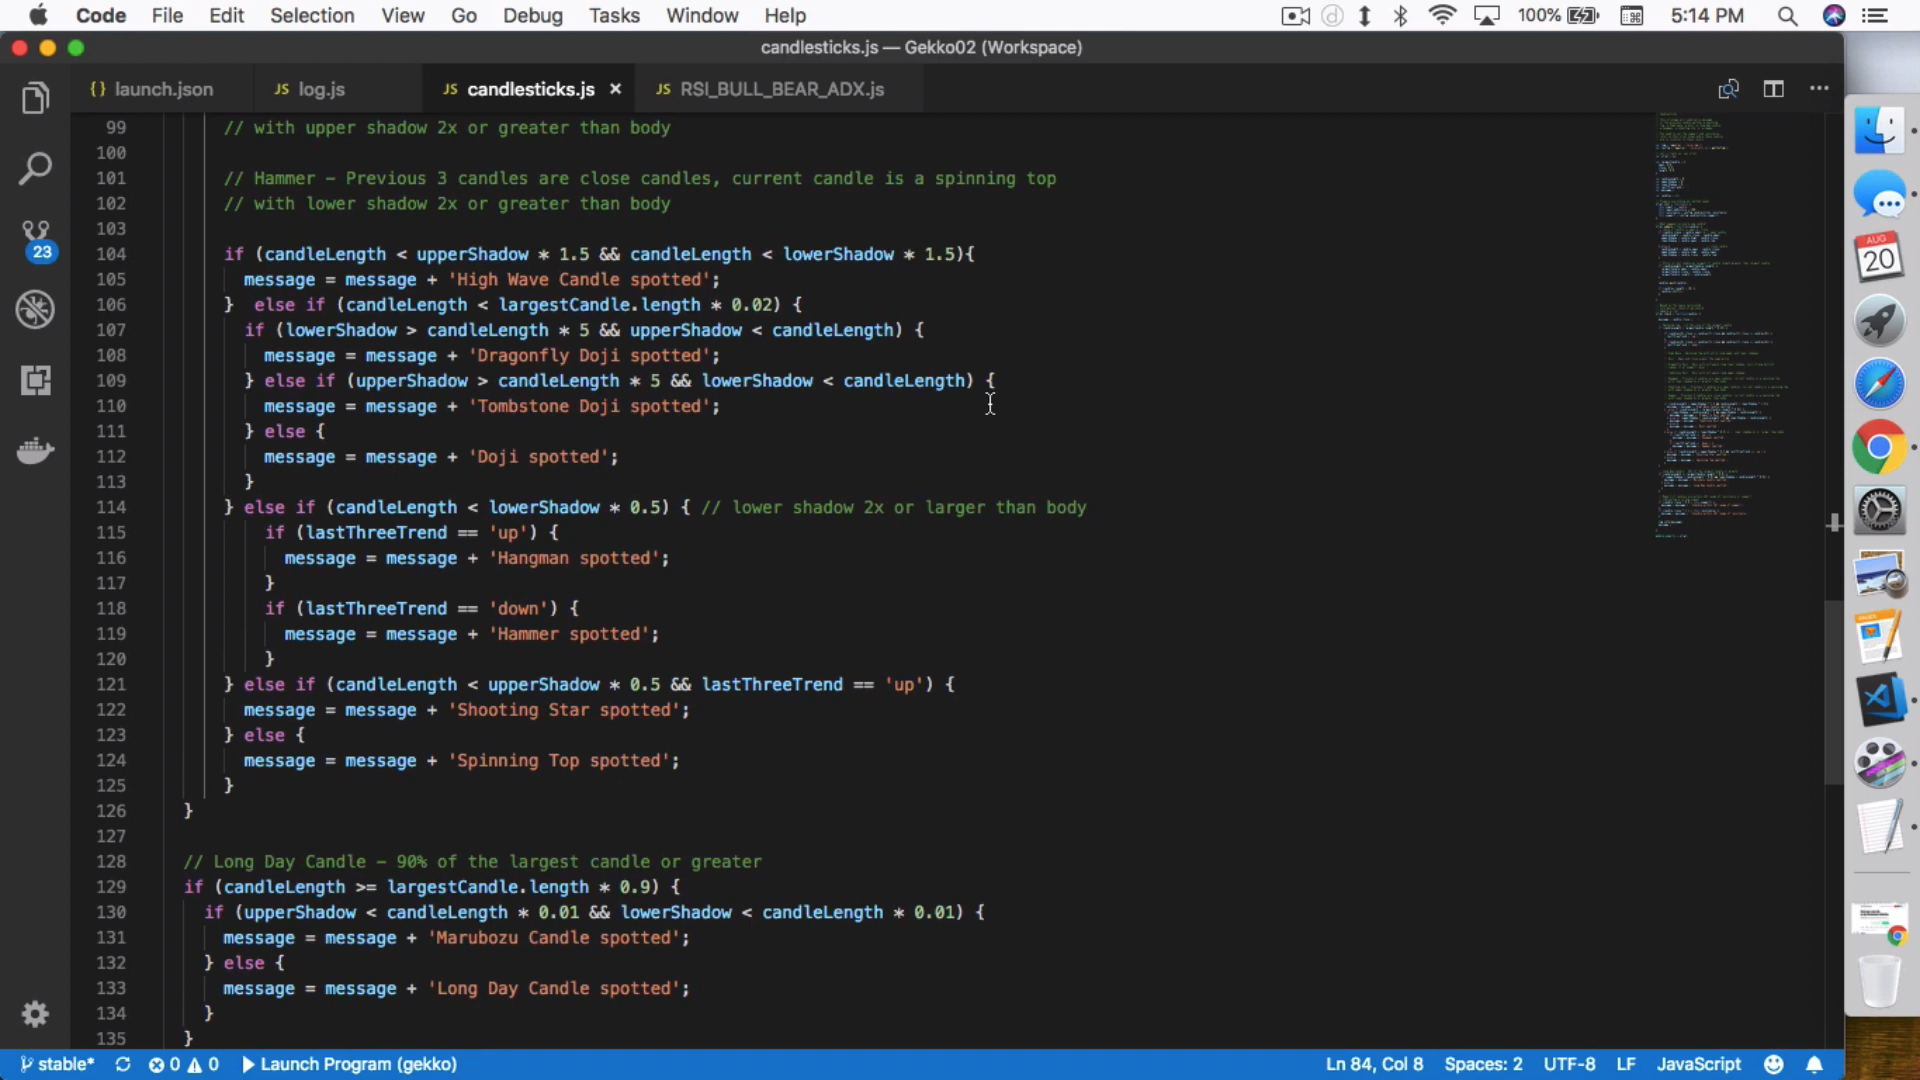 Code File Edit Selection View Go Debug Tasks Window Help 100% 5:14 PM
candlesticks.js — Gekko02 (Workspace)
{} launch.json JS log.js JS candlesticks.js × JS RSI_BULL_BEAR_ADX.js
99 // with upper shadow 2x or greater than body
100
101 // Hammer – Previous 3 candles are close candles, current candle is a spinning top
102 // with lower shadow 2x or greater than body
103
104 if (candleLength < upperShadow * 1.5 && candleLength < lowerShadow * 1.5){
105 message = message + 'High Wave Candle spotted';
106 } else if (candleLength < largestCandle.length * 0.02) {
107 if (lowerShadow > candleLength * 5 && upperShadow < candleLength) {
108 message = message + 'Dragonfly Doji spotted';
109 } else if (upperShadow > candleLength * 5 && lowerShadow < candleLength) {
110 message = message + 'Tombstone Doji spotted';
111 } else {
112 message = message + 'Doji spotted';
113 }
114 } else if (candleLength < lowerShadow * 0.5) { // lower shadow 2x or larger than body
115 if (lastThreeTrend == 'up') {
116 message = message + 'Hangman spotted';
117 }
118 if (lastThreeTrend == 'down') {
119 message = message + 'Hammer spotted';
120 }
121 } else if (candleLength < upperShadow * 0.5 && lastThreeTrend == 'up') {
122 message = message + 'Shooting Star spotted';
123 } else {
124 message = message + 'Spinning Top spotted';
125 }
126 }
127
128 // Long Day Candle – 90% of the largest candle or greater
129 if (candleLength >= largestCandle.length * 0.9) {
130 if (upperShadow < candleLength * 0.01 && lowerShadow < candleLength * 0.01) {
131 message = message + 'Marubozu Candle spotted';
132 } else {
133 message = message + 'Long Day Candle spotted';
134 }
135 }
23
AUG
20
stable* 0 0 Launch Program (gekko) Ln 84, Col 8 Spaces: 2 UTF-8 LF JavaScript